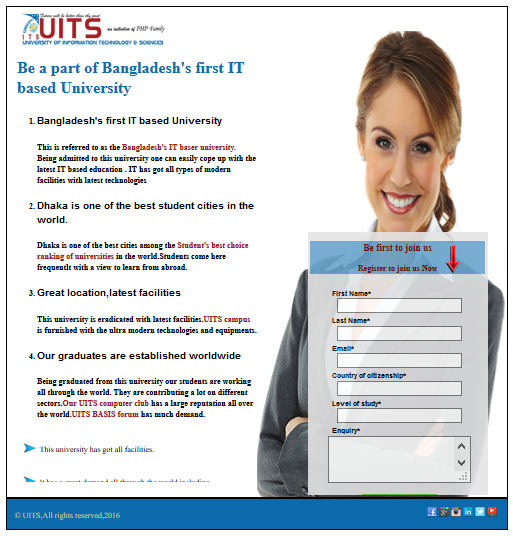 Future will be better than the past
UITS
an initiative of PHP Family
UNIVERSITY OF INFORMATION TECHNOLOGY & SCIENCES
Be a part of Bangladesh's first IT
based University
1. Bangladesh's first IT based University
This is referred to as the Bangladesh's IT baser university.
Being admitted to this university one can easily cope up with the
latest IT based education . IT has got all types of modern
facilities with latest technologies
2. Dhaka is one of the best student cities in the
world.
Dhaka is one of the best cities among the Student's best choice
ranking of universities in the world.Students come here
frequently with a view to learn from abroad.
3. Great location,latest facilities
This university is eradicated with latest facilities.UITS campus
is furnished with the ultra modern technologies and equipments.
4. Our graduates are established worldwide
Being graduated from this university our students are working
all through the world. They are contributing a lot on different
sectors.Our UITS computer club has a large reputation all over
the world.UITS BASIS forum has much demand.
This university has got all facilities.
It has a great demand all through the world including
Be first to join us
Register to join us Now
First Name*
Last Name*
Email*
Country of citizenship*
Level of study*
Enquiry*
© UITS,All rights reserved,2016